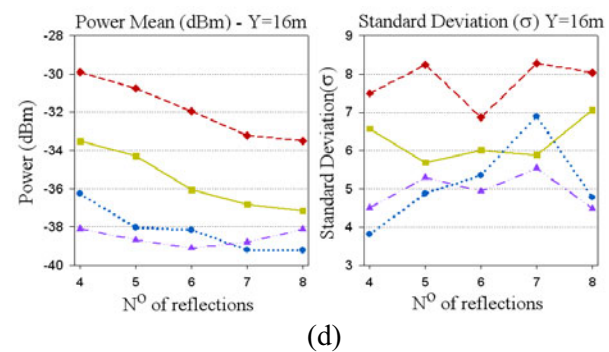 Power Mean (dBm) - Y=16m
Power (dBm)
-28
-30
-32
-34
-36
-38
-40
4 5 6 7 8
Nº of reflections
Standard Deviation (σ) Y=16m
Standard Deviation(σ)
9
8
7
6
5
4
3
4 5 6 7 8
Nº of reflections
(d)